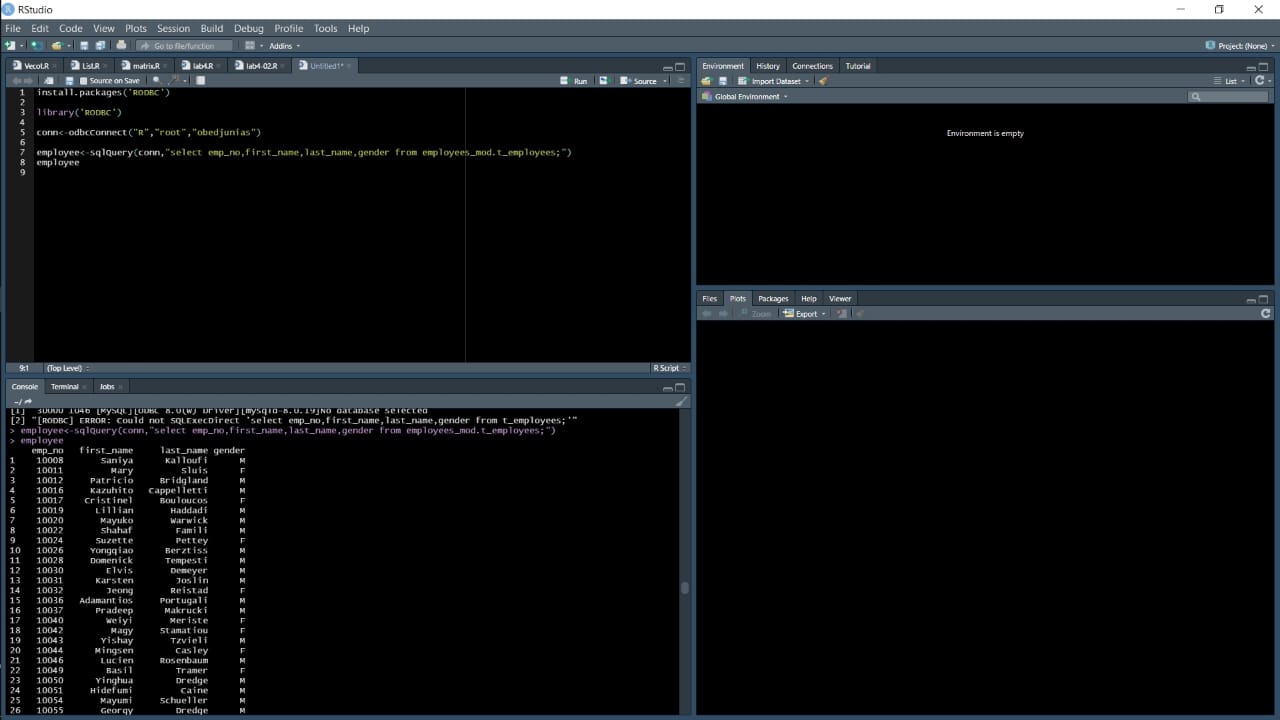 RStudio
File Edit Code View Plots Session Build Debug Profile Tools Help
Go to file/function Addins Project: (None)
Vecot.R List.R matrix.R lab4.R lab4-02.R Untitled1*
Source on Save Run Source
1 install.packages('RODBC')
2
3 library('RODBC')
4
5 conn<-odbcConnect("R","root","obedjunias")
6
7 employee<-sqlQuery(conn,"select emp_no,first_name,last_name,gender from employees_mod.t_employees;")
8 employee
9
9:1 (Top Level) R Script
Environment History Connections Tutorial
Import Dataset List
Global Environment
Environment is empty
Files Plots Packages Help Viewer
Zoom Export
Console Terminal Jobs
~/
[1] "3D000 1046 [MySQL][ODBC 8.0(w) Driver][mysqld-8.0.19]No database selected"
[2] "[RODBC] ERROR: Could not SQLExecDirect 'select emp_no,first_name,last_name,gender from t_employees;'"
> employee<-sqlQuery(conn,"select emp_no,first_name,last_name,gender from employees_mod.t_employees;")
> employee
emp_no first_name last_name gender
1 10008 Saniya Kalloufi M
2 10011 Mary Sluis F
3 10012 Patricio Bridgland M
4 10016 Kazuhito Cappelletti M
5 10017 Cristinel Bouloucos F
6 10019 Lillian Haddadi M
7 10020 Mayuko Warwick M
8 10022 Shahaf Famili M
9 10024 Suzette Pettey F
10 10026 Yongqiao Berztiss M
11 10028 Domenick Tempesti M
12 10030 Elvis Demeyer M
13 10031 Karsten Joslin M
14 10032 Jeong Reistad F
15 10036 Adamantios Portugali M
16 10037 Pradeep Makrucki M
17 10040 Weiyi Meriste F
18 10042 Magy Stamatiou F
19 10043 Yishay Tzvieli M
20 10044 Mingsen Casley F
21 10046 Lucien Rosenbaum M
22 10049 Basil Tramer F
23 10050 Yinghua Dredge M
24 10051 Hidefumi Caine M
25 10054 Mayumi Schueller M
26 10055 Georgy Dredge M